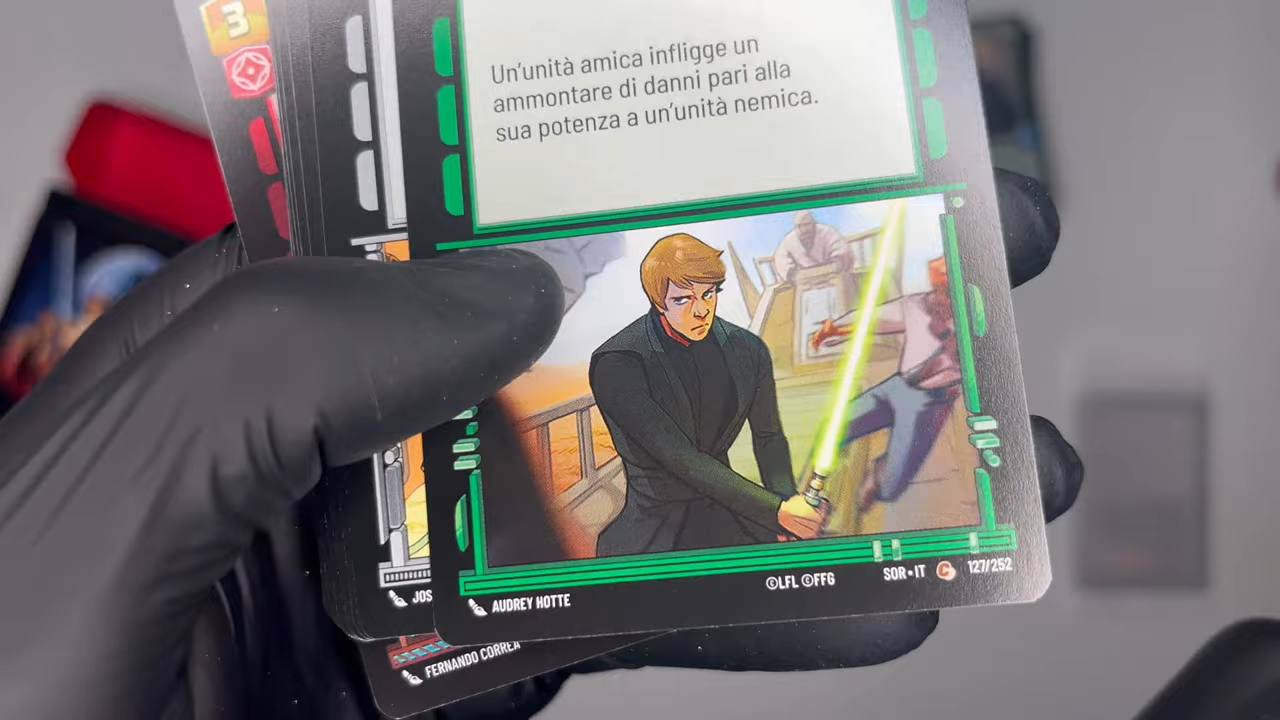 3
Un'unità amica infligge un
ammontare di danni pari alla
sua potenza a un'unità nemica.
©LFL ©FFG
SOR•IT C 127/252
AUDREY HOTTE
JOS
FERNANDO CORREA